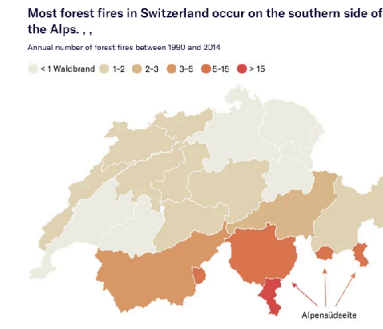 Most forest fires in Switzerland occur on the southern side of
the Alps. , ,
Annual number of forest fires between 1990 and 2014
< 1 Waldbrand 1-2 2-3 3-5 5-15 > 15
Alpensüdseite